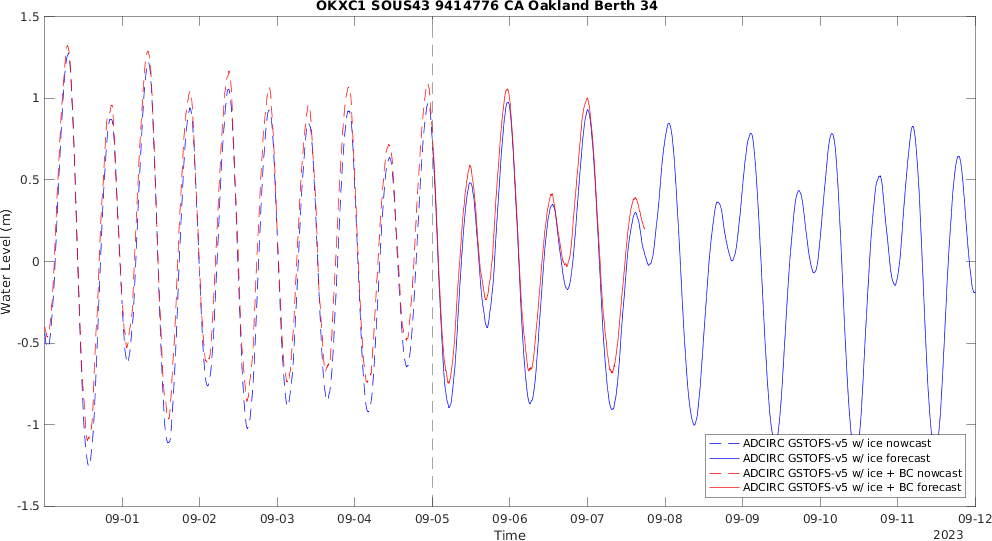 OKXC1 SOUS43 9414776 CA Oakland Berth 34
1.5
1
0.5
0
-0.5
-1
-1.5
Water Level (m)
09-01
09-02
09-03
09-04
09-05
09-06
09-07
09-08
09-09
09-10
09-11
09-12
Time
2023
ADCIRC GSTOFS-v5 w/ ice nowcast
ADCIRC GSTOFS-v5 w/ ice forecast
ADCIRC GSTOFS-v5 w/ ice + BC nowcast
ADCIRC GSTOFS-v5 w/ ice + BC forecast